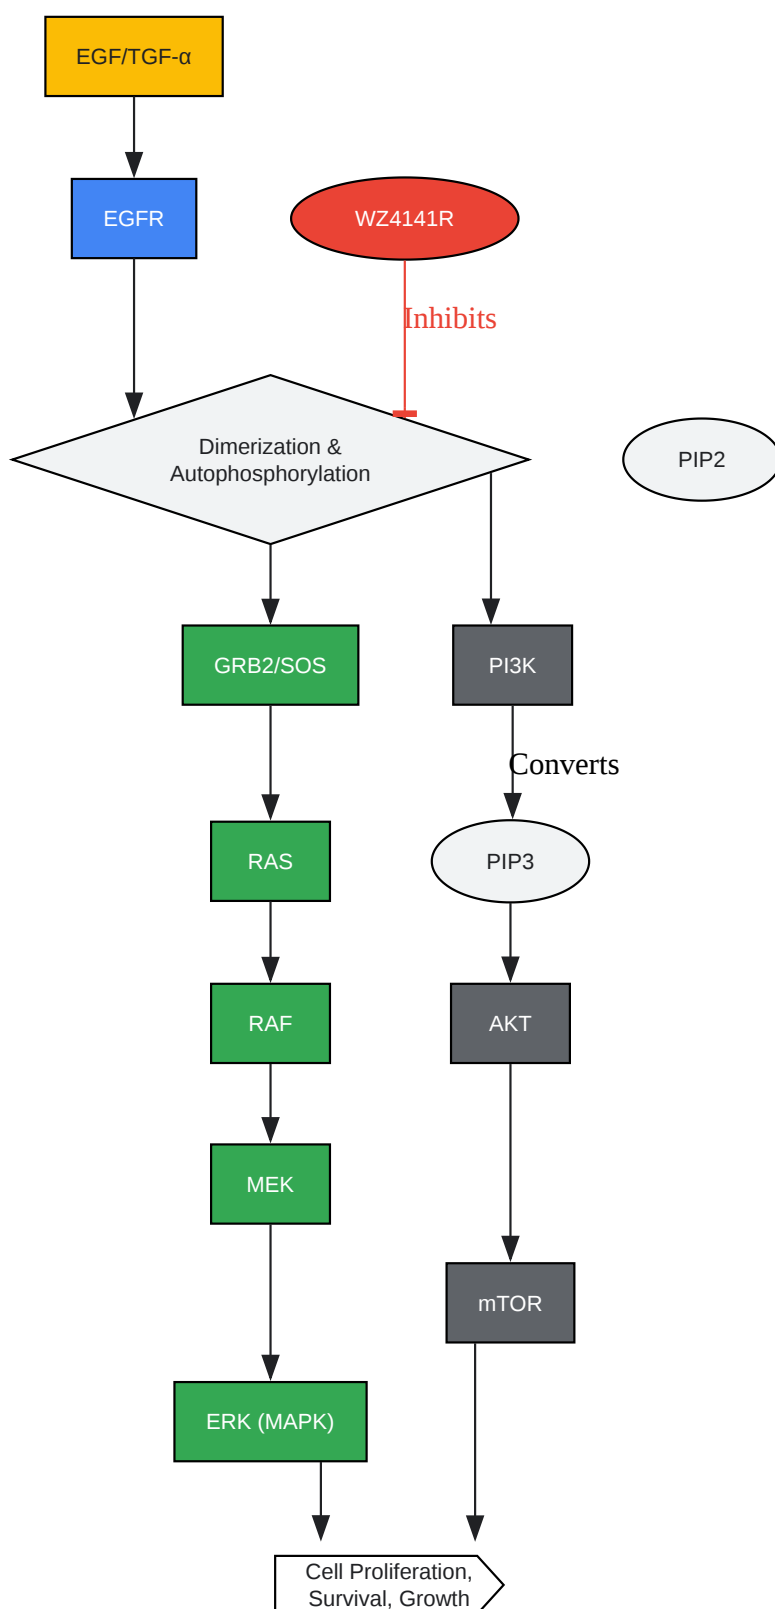 EGF/TGF-α
EGFR
WZ4141R
Inhibits
Dimerization &
Autophosphorylation
PIP2
GRB2/SOS
PI3K
Converts
RAS
PIP3
RAF
AKT
MEK
mTOR
ERK (MAPK)
Cell Proliferation,
Survival, Growth